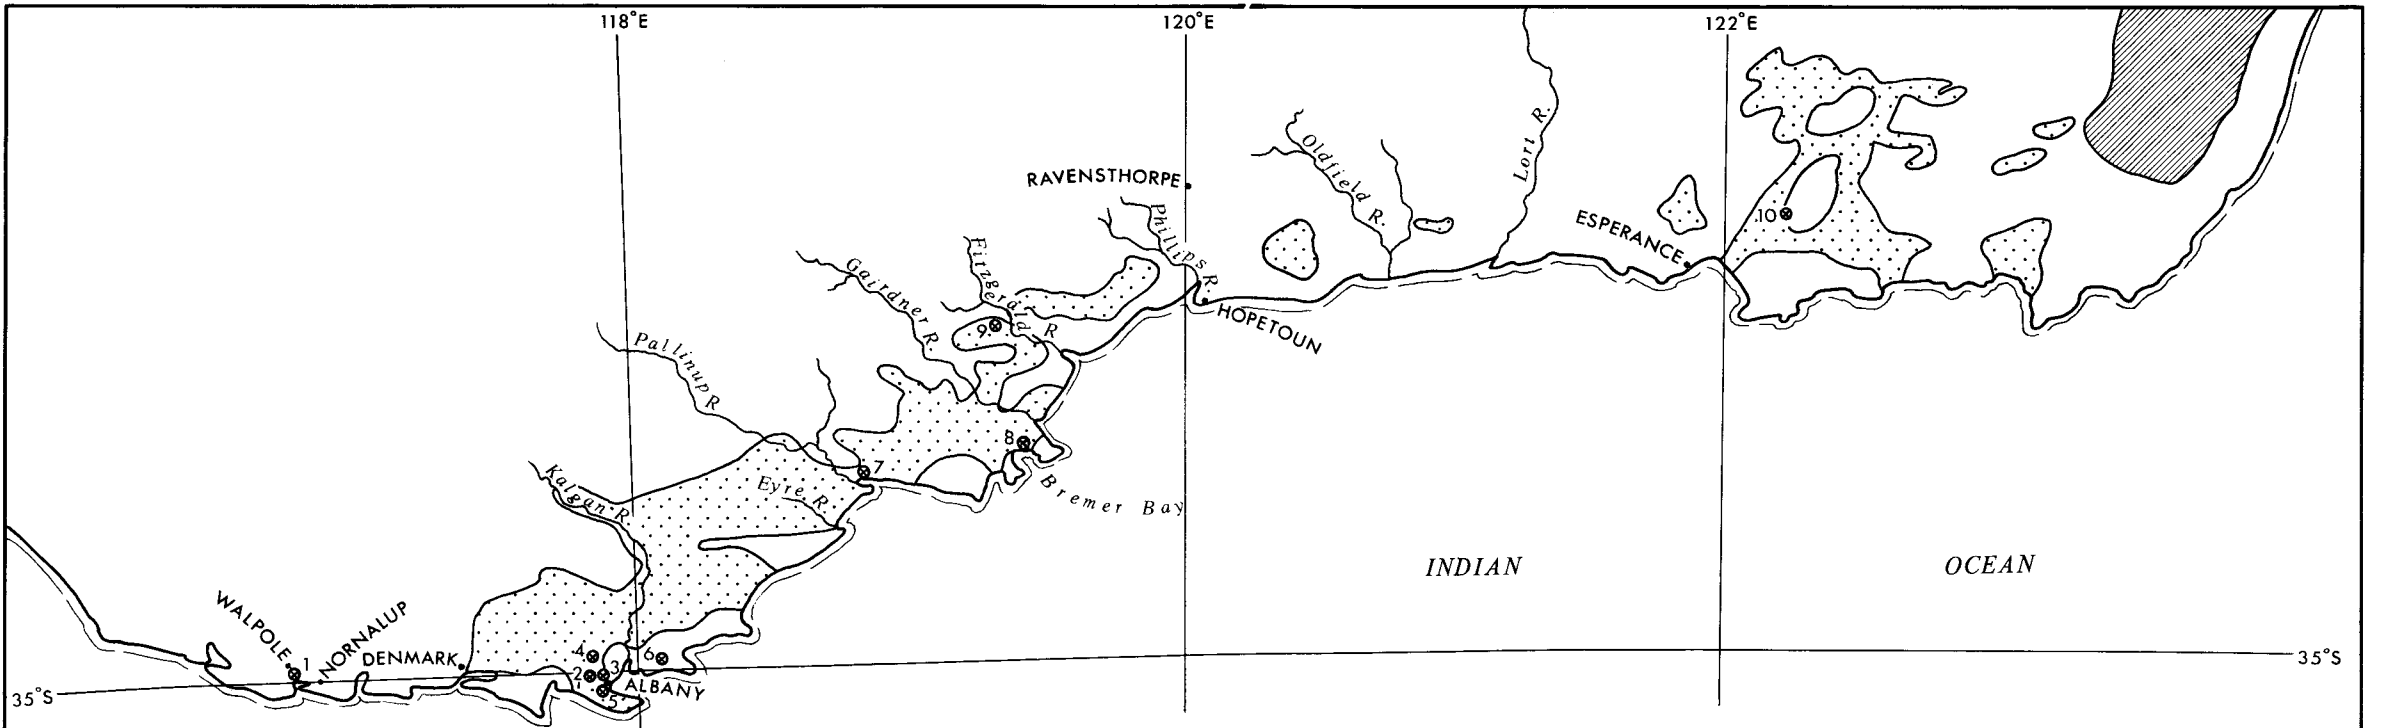 118°E
120°E
122°E
RAVENSTHORPE
Phillips R.
Oldfield R.
Lort R.
ESPERANCE
10
Fitzgerald R
Gairdner R.
HOPETOUN
9
Pallinup R
8
7
Bremer Bay
Eyre R.
Kalgan R.
INDIAN OCEAN
WALPOLE
1
NORNALUP
DENMARK
4
6
3
2
ALBANY
5
35°S
35°S